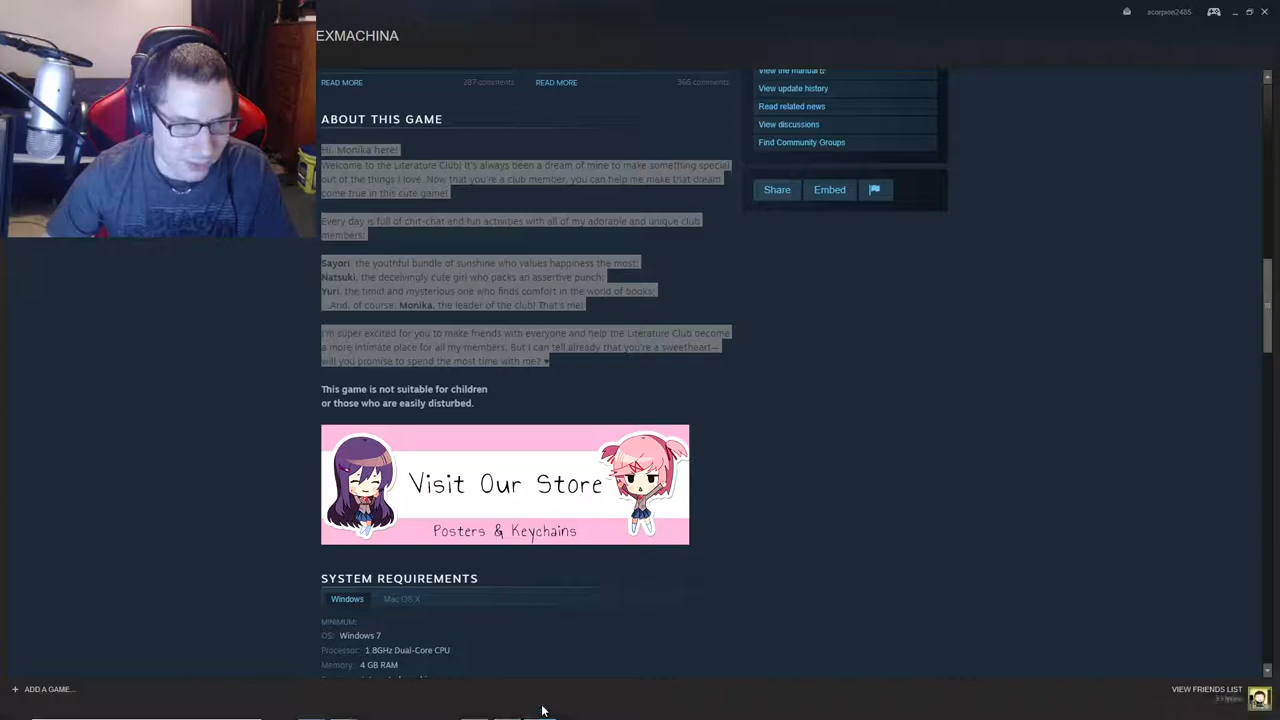 scorpion2485
EXMACHINA
READ MORE
287 comments
READ MORE
366 comments
View the manual
View update history
Read related news
View discussions
Find Community Groups
Share
Embed
ABOUT THIS GAME
Hi, Monika here!
Welcome to the Literature Club! It's always been a dream of mine to make something special
out of the things I love. Now that you're a club member, you can help me make that dream
come true in this cute game!
Every day is full of chit-chat and fun activities with all of my adorable and unique club
members:
Sayori, the youthful bundle of sunshine who values happiness the most;
Natsuki, the deceivingly cute girl who packs an assertive punch;
Yuri, the timid and mysterious one who finds comfort in the world of books;
...And, of course, Monika, the leader of the club! That's me!
I'm super excited for you to make friends with everyone and help the Literature Club become
a more intimate place for all my members. But I can tell already that you're a sweetheart—
will you promise to spend the most time with me? ♥
This game is not suitable for children
or those who are easily disturbed.
Visit Our Store
Posters & Keychains
SYSTEM REQUIREMENTS
Windows
Mac OS X
MINIMUM:
OS: Windows 7
Processor: 1.8GHz Dual-Core CPU
Memory: 4 GB RAM
+ ADD A GAME...
VIEW FRIENDS LIST